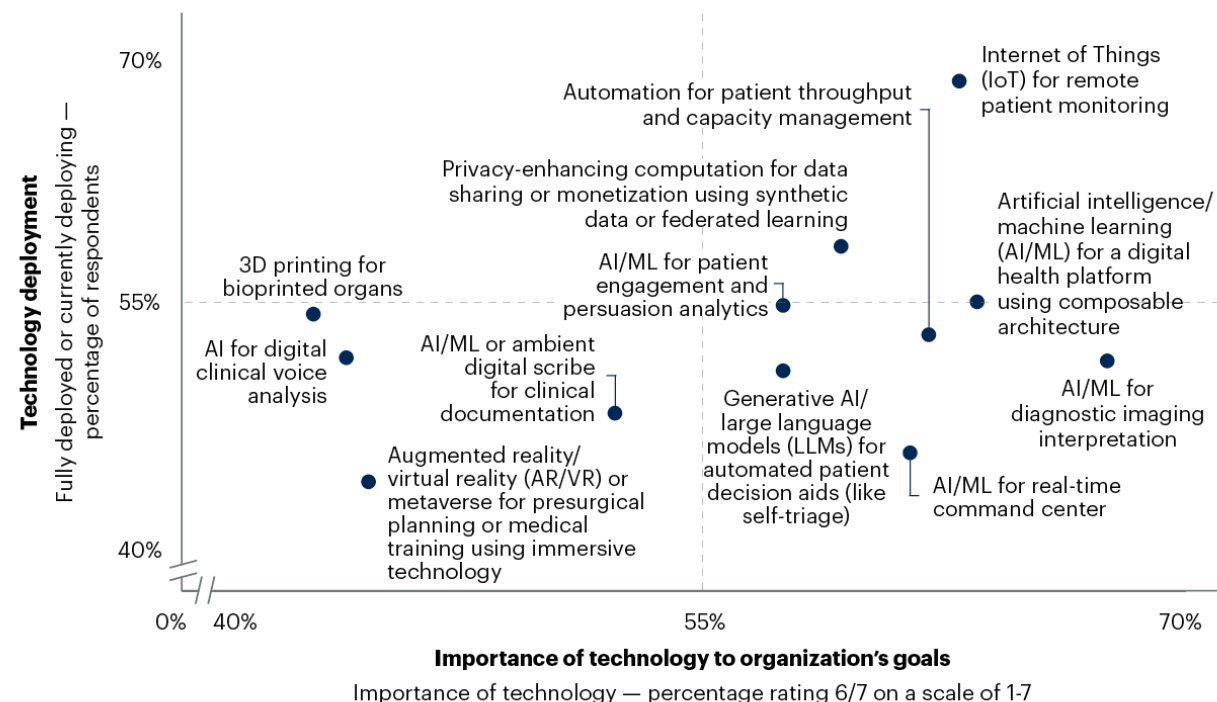 Technology deployment
Fully deployed or currently deploying —
percentage of respondents
70%
55%
40%
Internet of Things
(IoT) for remote
patient monitoring
Automation for patient throughput
and capacity management
Privacy-enhancing computation for data
sharing or monetization using synthetic
data or federated learning
Artificial intelligence/
machine learning
(AI/ML) for a digital
health platform
using composable
architecture
3D printing for
bioprinted organs
AI/ML for patient
engagement and
persuasion analytics
AI for digital
clinical voice
analysis
AI/ML or ambient
digital scribe
for clinical
documentation
Generative AI/
large language
models (LLMs) for
automated patient
decision aids (like
self-triage)
AI/ML for
diagnostic imaging
interpretation
Augmented reality/
virtual reality (AR/VR) or
metaverse for presurgical
planning or medical
training using immersive
technology
AI/ML for real-time
command center
0%
40%
55%
70%
Importance of technology to organization’s goals
Importance of technology — percentage rating 6/7 on a scale of 1-7